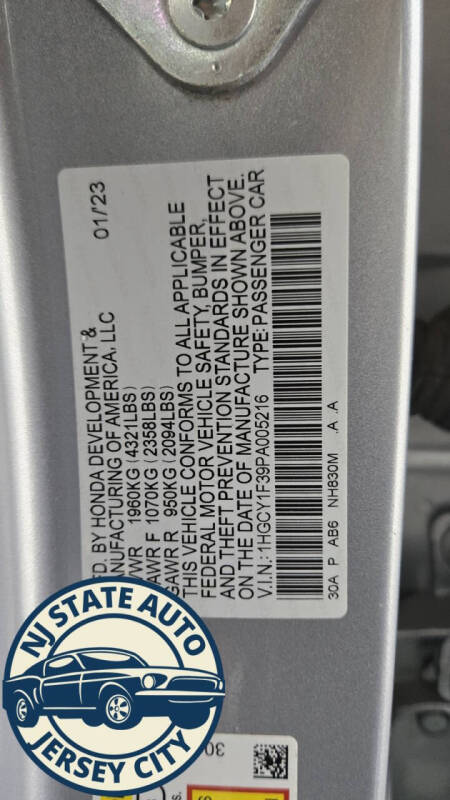 FD. BY HONDA DEVELOPMENT &
NUFACTURING OF AMERICA, LLC 01/'23
WR 1960KG (4321LBS)
AWR F 1070KG (2358LBS)
GAWR R 950KG (2094LBS)
THIS VEHICLE CONFORMS TO ALL APPLICABLE
FEDERAL MOTOR VEHICLE SAFETY, BUMPER,
AND THEFT PREVENTION STANDARDS IN EFFECT
ON THE DATE OF MANUFACTURE SHOWN ABOVE.
V.I.N.: 1HGCY1F39PA005216 TYPE: PASSENGER CAR
30A P AB6 NH830M .A .A
NJ STATE AUTO
JERSEY CITY
30